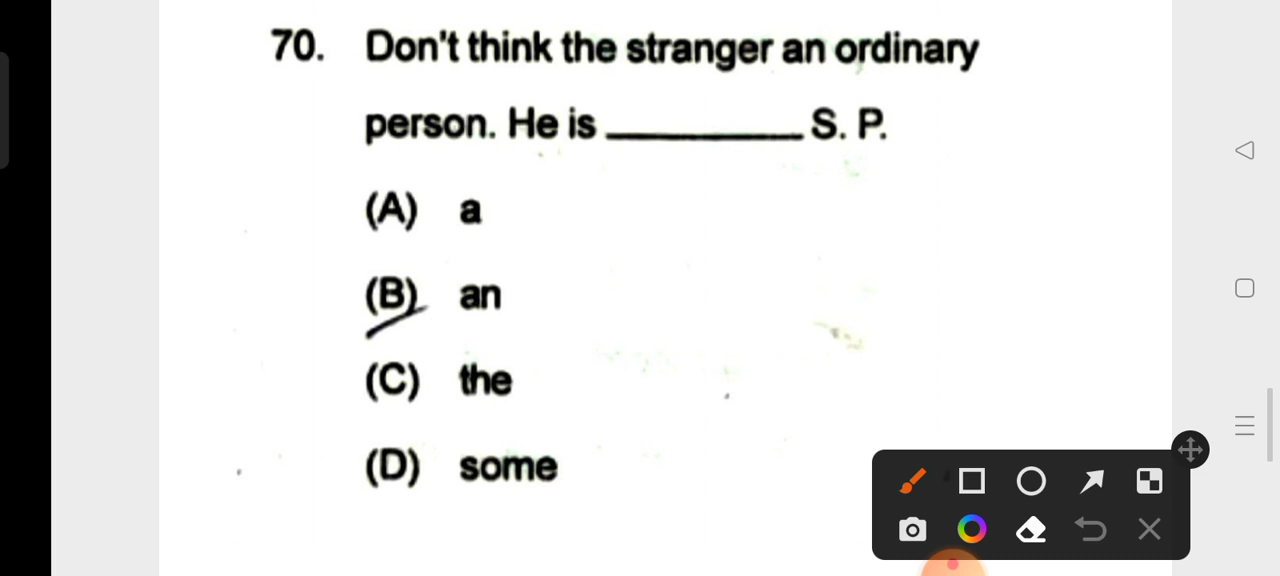 70. Don't think the stranger an ordinary
person. He is __________ S. P.
(A) a
(B) an
(C) the
(D) some